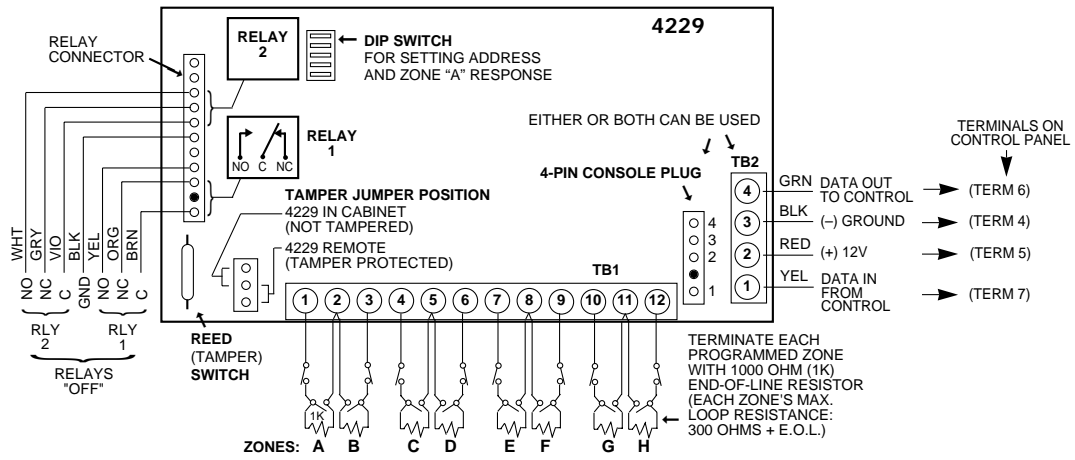 4229
RELAY
CONNECTOR
RELAY
2
DIP SWITCH
FOR SETTING ADDRESS
AND ZONE “A” RESPONSE
NO C NC
RELAY
1
EITHER OR BOTH CAN BE USED
TERMINALS ON
CONTROL PANEL
4-PIN CONSOLE PLUG
TB2
4
GRN
DATA OUT
TO CONTROL
(TERM 6)
3
BLK
(–) GROUND
(TERM 4)
2
RED
(+) 12V
(TERM 5)
1
YEL
DATA IN
FROM
CONTROL
(TERM 7)
4
3
2
1
TAMPER JUMPER POSITION
4229 IN CABINET
(NOT TAMPERED)
4229 REMOTE
(TAMPER PROTECTED)
TB1
1 2 3 4 5 6 7 8 9 10 11 12
WHT GRY VIO BLK YEL ORG BRN
NO NC C GND NO NC C
RLY
2
RLY
1
RELAYS
"OFF"
REED
(TAMPER)
SWITCH
1K
ZONES: A B C D E F G H
TERMINATE EACH
PROGRAMMED ZONE
WITH 1000 OHM (1K)
END-OF-LINE RESISTOR
(EACH ZONE'S MAX.
LOOP RESISTANCE:
300 OHMS + E.O.L.)